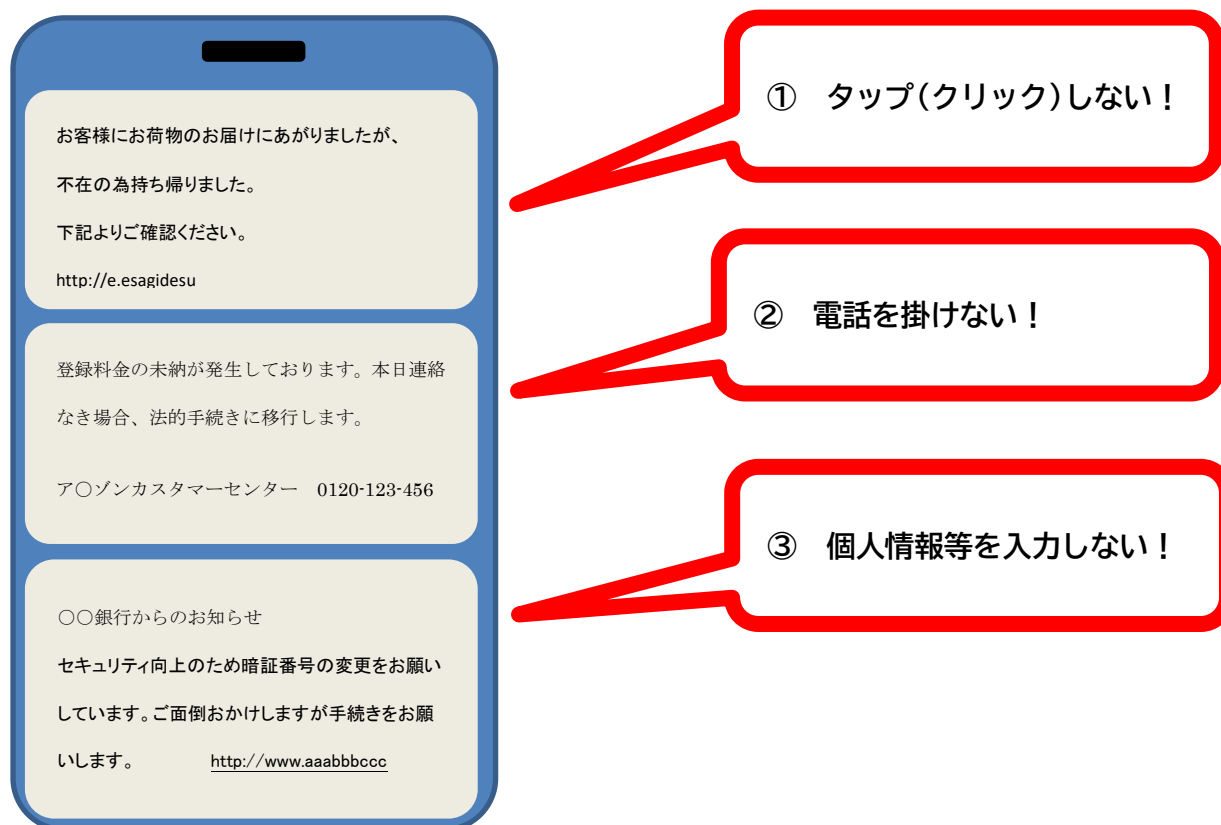 お客様にお荷物のお届けにあがりましたが、
不在の為持ち帰りました。
下記よりご確認ください。
http://e.esagidesu
① タップ(クリック)しない！
登録料金の未納が発生しております。本日連絡
なき場合、法的手続きに移行します。
ア〇ゾンカスタマーセンター 0120-123-456
② 電話を掛けない！
〇〇銀行からのお知らせ
セキュリティ向上のため暗証番号の変更をお願い
しています。ご面倒おかけしますが手続きをお願
いします。 http://www.aaabbbccc
③ 個人情報等を入力しない！